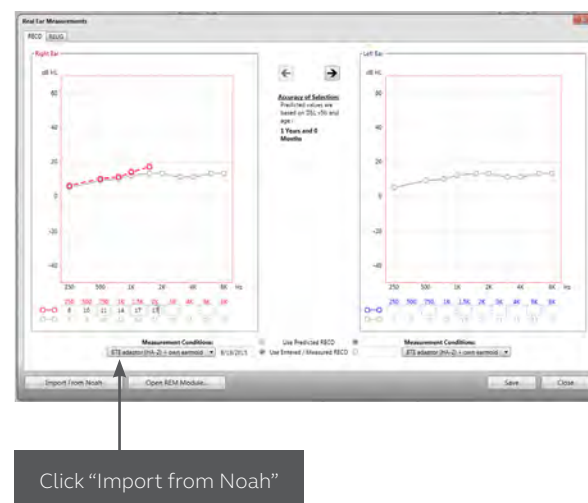 Real Ear Measurements
RECD REUG
Right Ear
Left Ear
dB HL
dB HL
60
40
20
0
-20
-40
60
40
20
0
-20
-40
Accuracy of Selection:
Predicted values are
based on DSL v5b and
age :
1 Years and 0
Months
250 500 1K 2K 4K 8K Hz
250 500 1K 2K 4K 8K Hz
250 500 750 1K 1.5K 2K 3K 4K 6K 8K
6 10 11 14 17
250 500 750 1K 1.5K 2K 3K 4K 6K 8K
Measurement Conditions:
BTE adaptor (HA-2) + own earmold
8/19/2015
Use Predicted RECD
Use Entered / Measured RECD
Measurement Conditions:
BTE adaptor (HA-2) + own earmold
Import From Noah
Open REM Module...
Save
Close
Click “Import from Noah”